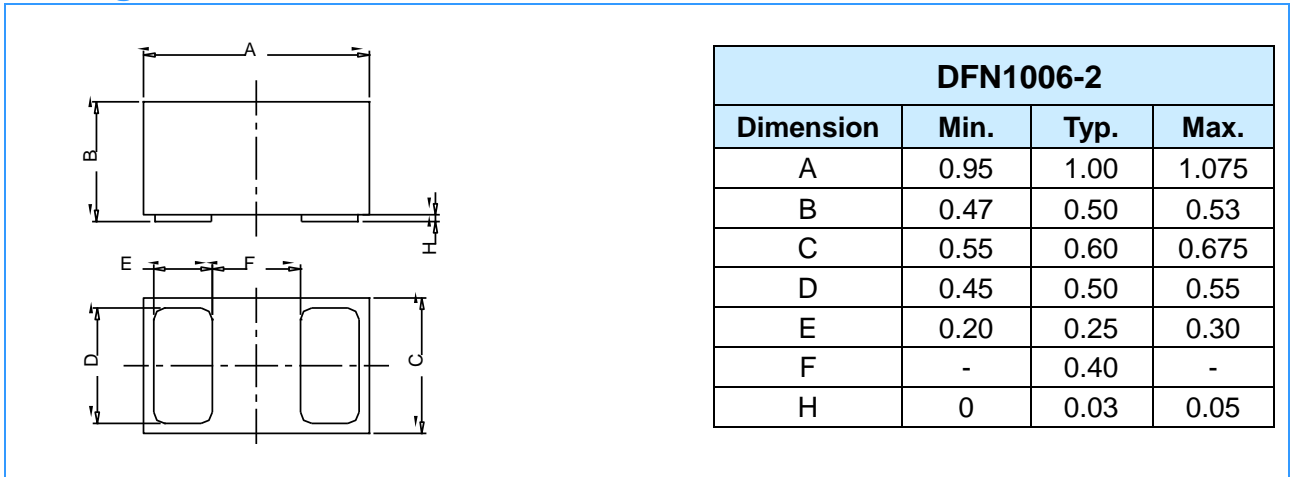 A
B
H
E
F
D
C
DFN1006-2
Dimension Min. Typ. Max.
A 0.95 1.00 1.075
B 0.47 0.50 0.53
C 0.55 0.60 0.675
D 0.45 0.50 0.55
E 0.20 0.25 0.30
F - 0.40 -
H 0 0.03 0.05